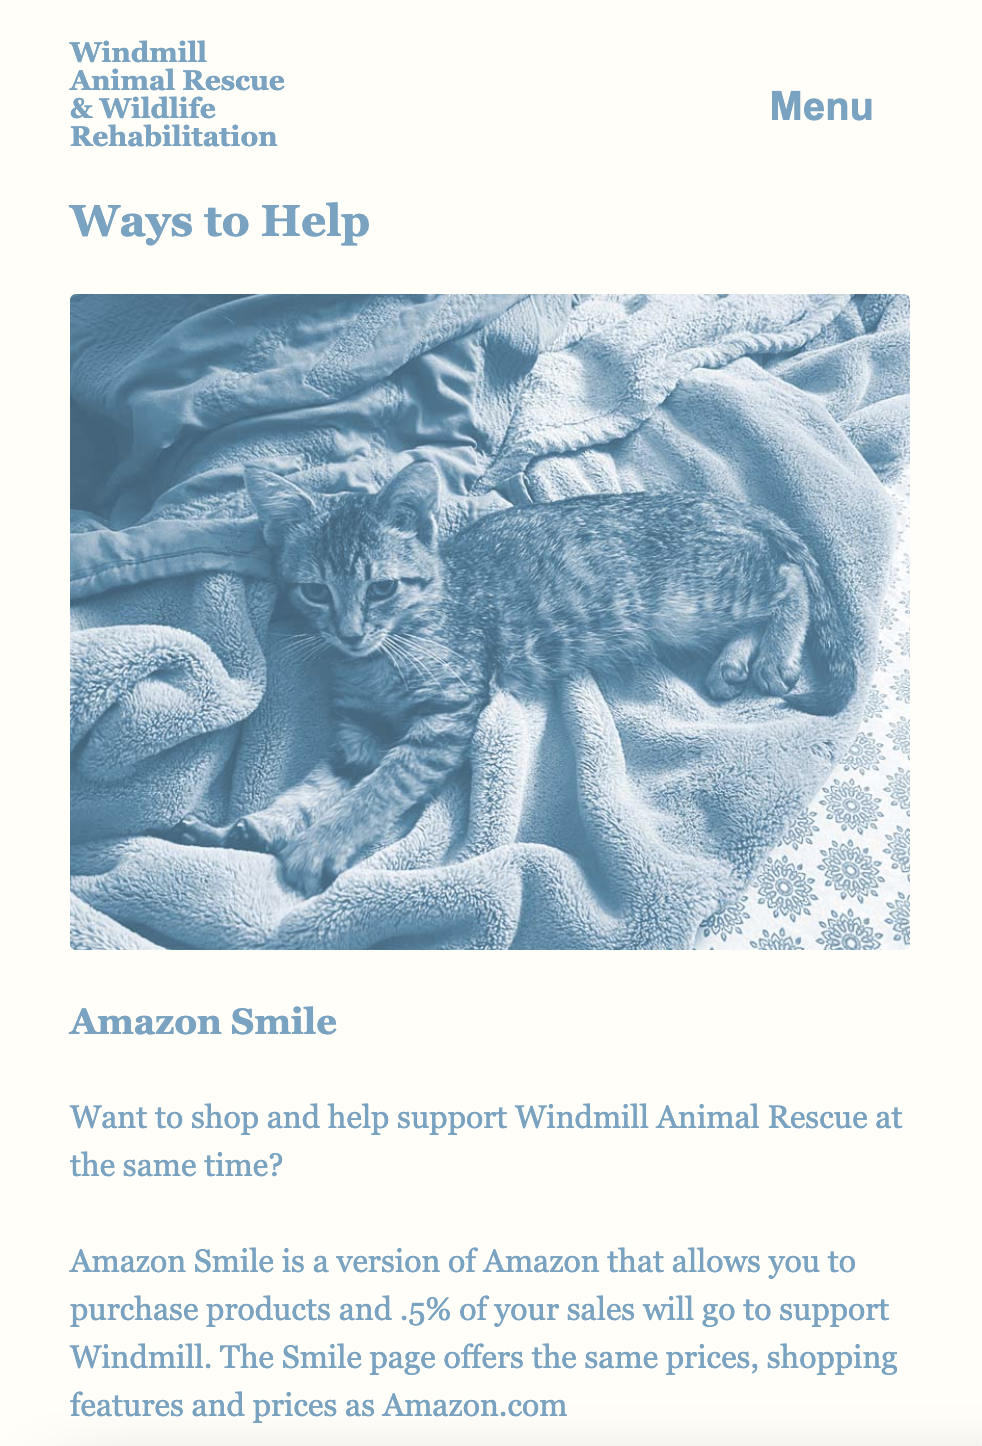 Windmill
Animal Rescue
& Wildlife
Rehabilitation
Menu
Ways to Help
Amazon Smile
Want to shop and help support Windmill Animal Rescue at
the same time?
Amazon Smile is a version of Amazon that allows you to
purchase products and .5% of your sales will go to support
Windmill. The Smile page offers the same prices, shopping
features and prices as Amazon.com